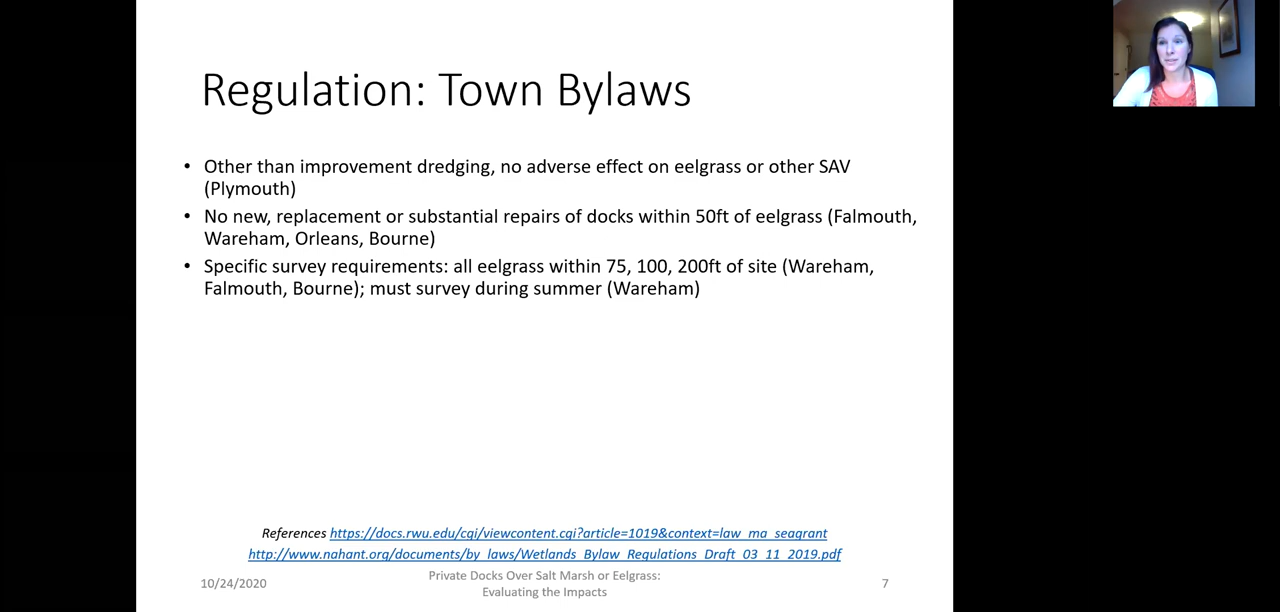 Regulation: Town Bylaws
• Other than improvement dredging, no adverse effect on eelgrass or other SAV
(Plymouth)
• No new, replacement or substantial repairs of docks within 50ft of eelgrass (Falmouth,
Wareham, Orleans, Bourne)
• Specific survey requirements: all eelgrass within 75, 100, 200ft of site (Wareham,
Falmouth, Bourne); must survey during summer (Wareham)
References https://docs.rwu.edu/cgi/viewcontent.cgi?article=1019&context=law_ma_seagrant
http://www.nahant.org/documents/by_laws/Wetlands_Bylaw_Regulations_Draft_03_11_2019.pdf
10/24/2020
Private Docks Over Salt Marsh or Eelgrass:
Evaluating the Impacts
7